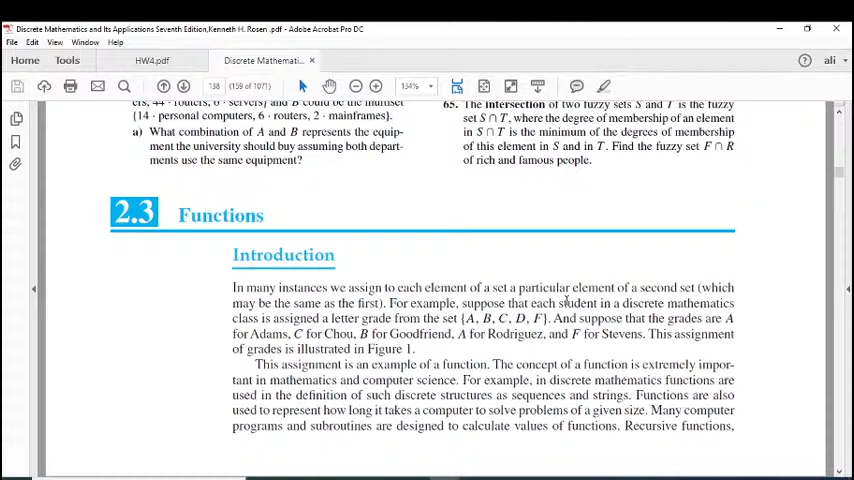 Discrete Mathematics and Its Applications Seventh Edition,Kenneth H. Rosen .pdf - Adobe Acrobat Pro DC
File Edit View Window Help
Home Tools HW4.pdf Discrete Mathemati... × ali
138 (159 of 1071) 134%
ers, 44 · routers, 6 · servers} and B could be the multiset
{14 · personal computers, 6 · routers, 2 · mainframes}.
a) What combination of A and B represents the equip-
ment the university should buy assuming both depart-
ments use the same equipment?
65. The intersection of two fuzzy sets S and T is the fuzzy
set S ∩ T, where the degree of membership of an element
in S ∩ T is the minimum of the degrees of membership
of this element in S and in T. Find the fuzzy set F ∩ R
of rich and famous people.
2.3 Functions
Introduction
In many instances we assign to each element of a set a particular element of a second set (which
may be the same as the first). For example, suppose that each student in a discrete mathematics
class is assigned a letter grade from the set {A, B, C, D, F}. And suppose that the grades are A
for Adams, C for Chou, B for Goodfriend, A for Rodriguez, and F for Stevens. This assignment
of grades is illustrated in Figure 1.
This assignment is an example of a function. The concept of a function is extremely impor-
tant in mathematics and computer science. For example, in discrete mathematics functions are
used in the definition of such discrete structures as sequences and strings. Functions are also
used to represent how long it takes a computer to solve problems of a given size. Many computer
programs and subroutines are designed to calculate values of functions. Recursive functions,